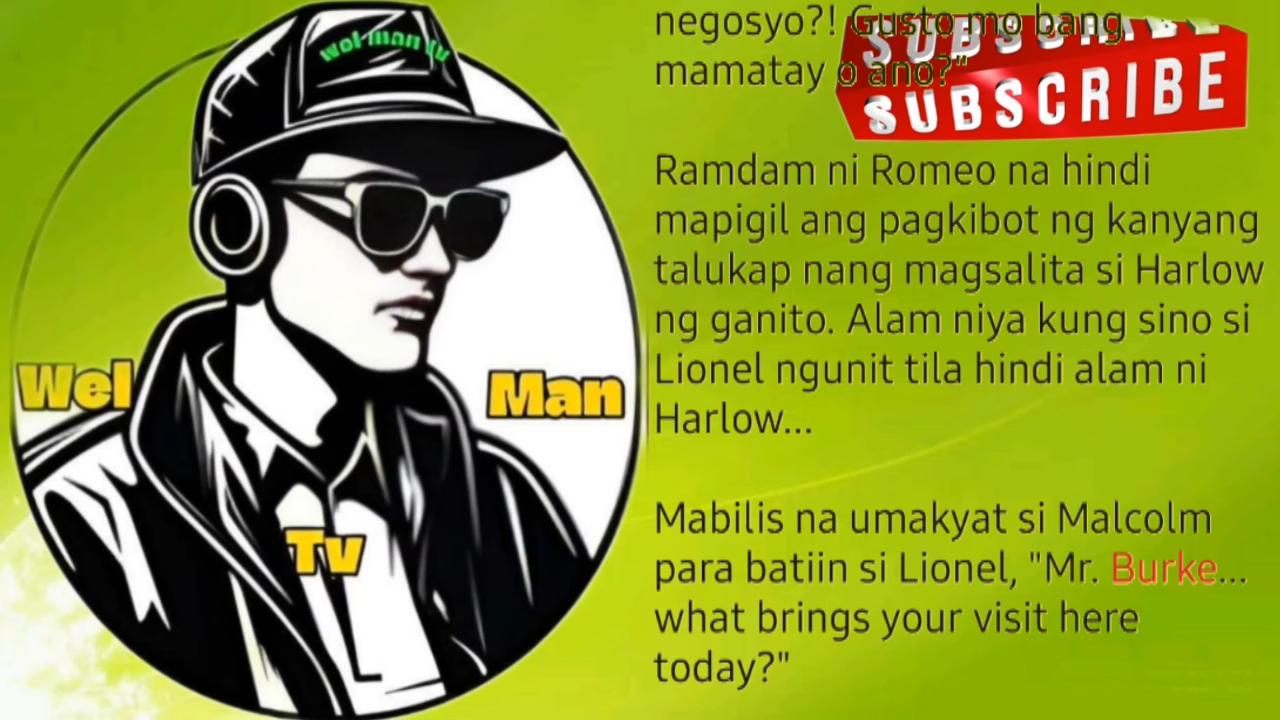 wel man tv
Wel
Man
Tv
negosyo?! Gusto mo bang
mamatay o ano?"
SUBSCRIBE
SUBSCRIBE
Ramdam ni Romeo na hindi
mapigil ang pagkibot ng kanyang
talukap nang magsalita si Harlow
ng ganito. Alam niya kung sino si
Lionel ngunit tila hindi alam ni
Harlow...
Mabilis na umakyat si Malcolm
para batiin si Lionel, "Mr. Burke...
what brings your visit here
today?"